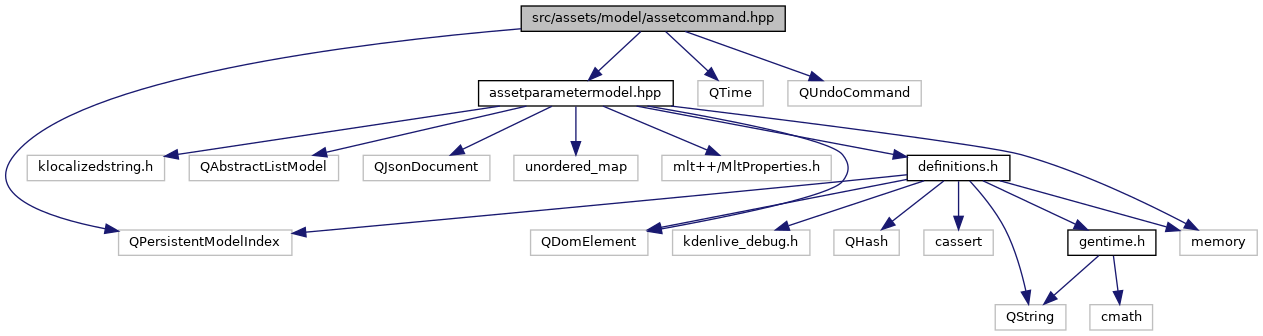 src/assets/model/assetcommand.hpp
assetparametermodel.hpp
QTime
QUndoCommand
klocalizedstring.h
QAbstractListModel
QJsonDocument
unordered_map
mlt++/MltProperties.h
definitions.h
QPersistentModelIndex
QDomElement
kdenlive_debug.h
QHash
cassert
gentime.h
memory
QString
cmath